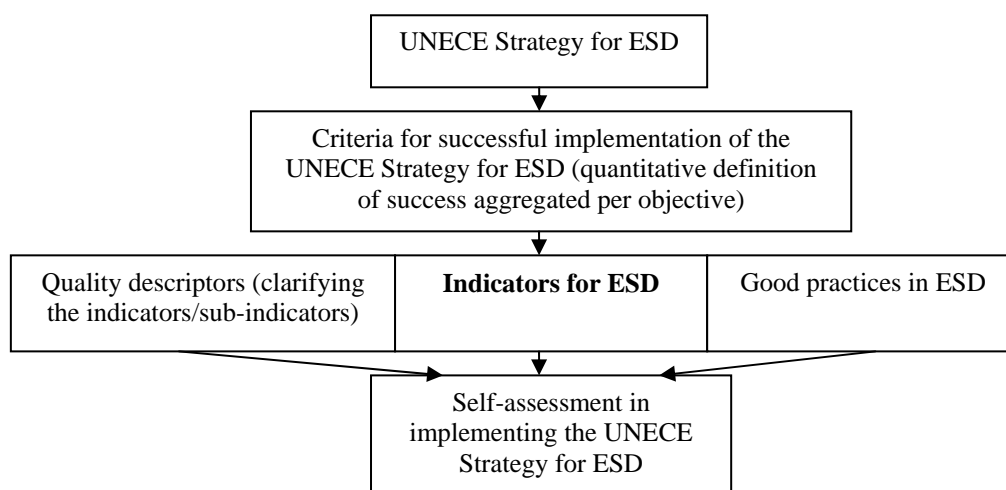 UNECE Strategy for ESD
Criteria for successful implementation of the
UNECE Strategy for ESD (quantitative definition
of success aggregated per objective)
Quality descriptors (clarifying
the indicators/sub-indicators)
Indicators for ESD
Good practices in ESD
Self-assessment in
implementing the UNECE
Strategy for ESD